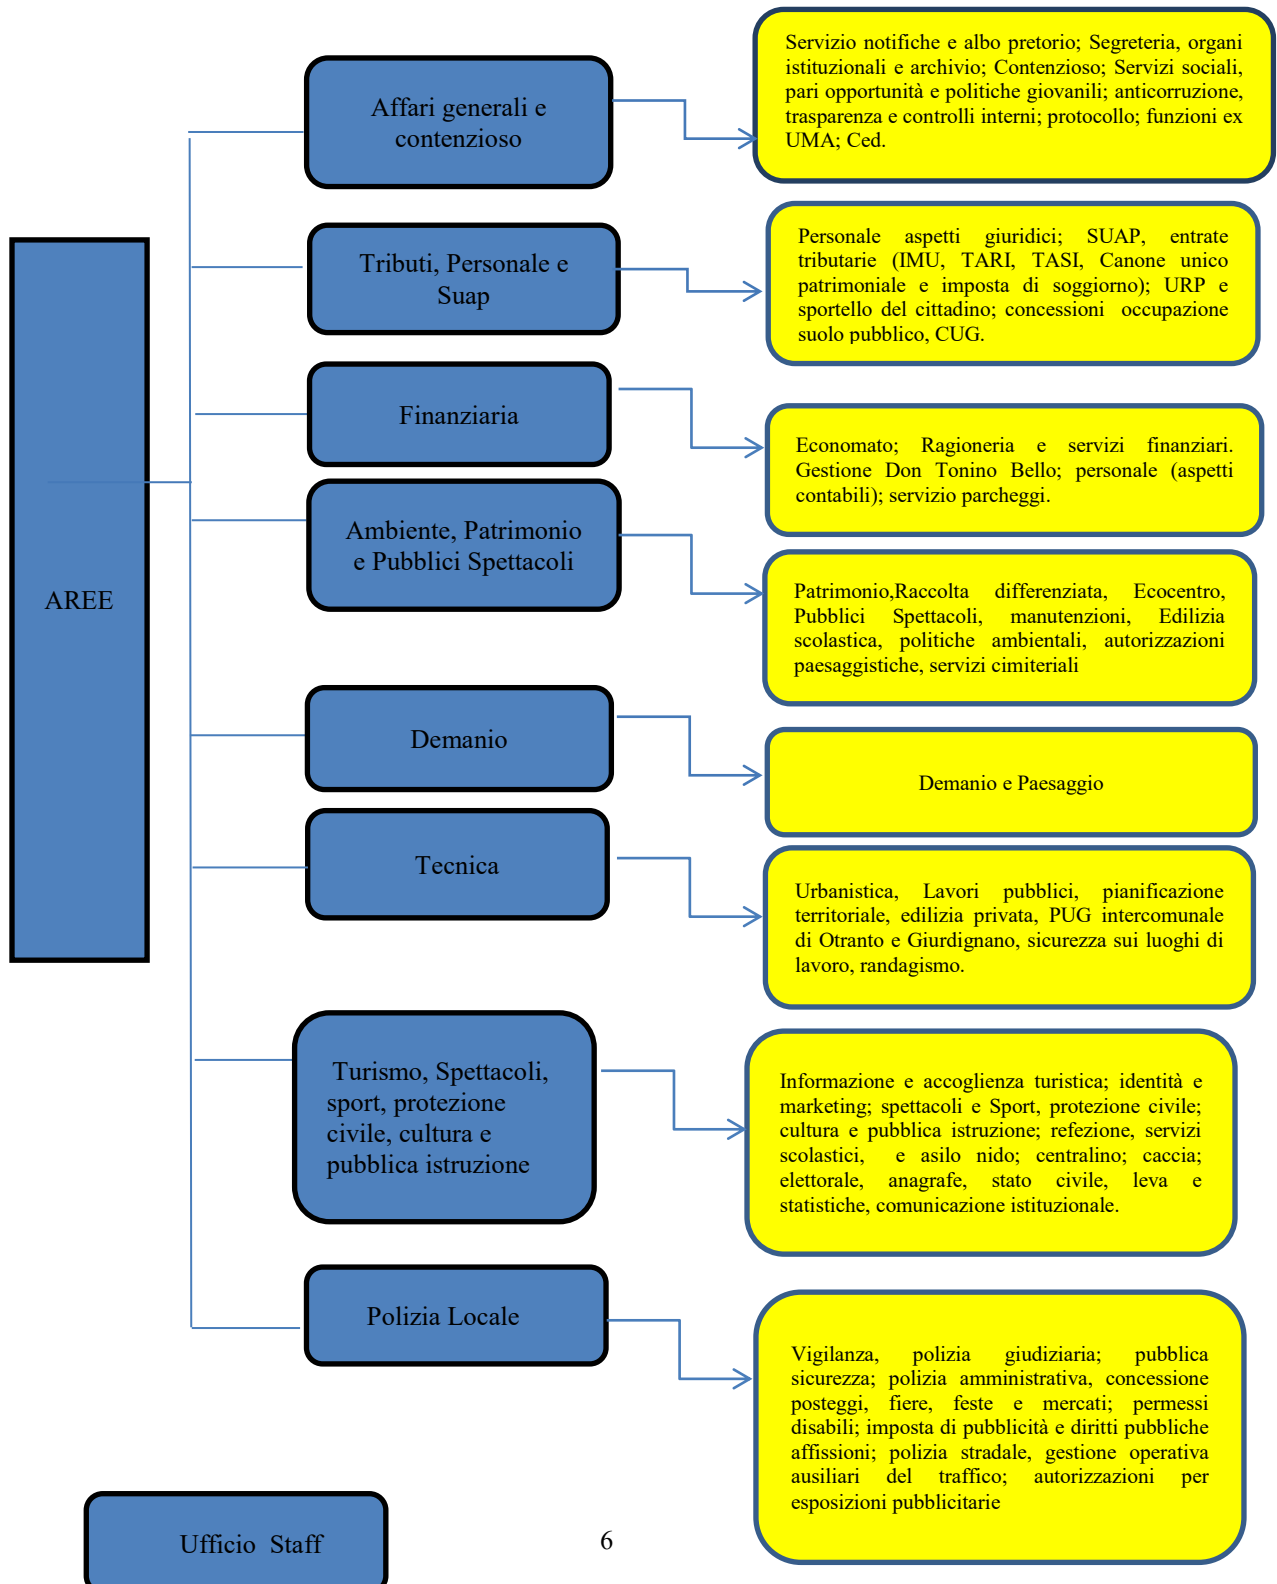 AREE
Affari generali e
contenzioso
Servizio notifiche e albo pretorio; Segreteria, organi
istituzionali e archivio; Contenzioso; Servizi sociali,
pari opportunità e politiche giovanili; anticorruzione,
trasparenza e controlli interni; protocollo; funzioni ex
UMA; Ced.
Tributi, Personale e
Suap
Personale aspetti giuridici; SUAP, entrate
tributarie (IMU, TARI, TASI, Canone unico
patrimoniale e imposta di soggiorno); URP e
sportello del cittadino; concessioni occupazione
suolo pubblico, CUG.
Finanziaria
Economato; Ragioneria e servizi finanziari.
Gestione Don Tonino Bello; personale (aspetti
contabili); servizio parcheggi.
Ambiente, Patrimonio
e Pubblici Spettacoli
Patrimonio,Raccolta differenziata, Ecocentro,
Pubblici Spettacoli, manutenzioni, Edilizia
scolastica, politiche ambientali, autorizzazioni
paesaggistiche, servizi cimiteriali
Demanio
Demanio e Paesaggio
Tecnica
Urbanistica, Lavori pubblici, pianificazione
territoriale, edilizia privata, PUG intercomunale
di Otranto e Giurdignano, sicurezza sui luoghi di
lavoro, randagismo.
Turismo, Spettacoli,
sport, protezione
civile, cultura e
pubblica istruzione
Informazione e accoglienza turistica; identità e
marketing; spettacoli e Sport, protezione civile;
cultura e pubblica istruzione; refezione, servizi
scolastici, e asilo nido; centralino; caccia;
elettorale, anagrafe, stato civile, leva e
statistiche, comunicazione istituzionale.
Polizia Locale
Vigilanza, polizia giudiziaria; pubblica
sicurezza; polizia amministrativa, concessione
posteggi, fiere, feste e mercati; permessi
disabili; imposta di pubblicità e diritti pubbliche
affissioni; polizia stradale, gestione operativa
ausiliari del traffico; autorizzazioni per
esposizioni pubblicitarie
Ufficio Staff
6